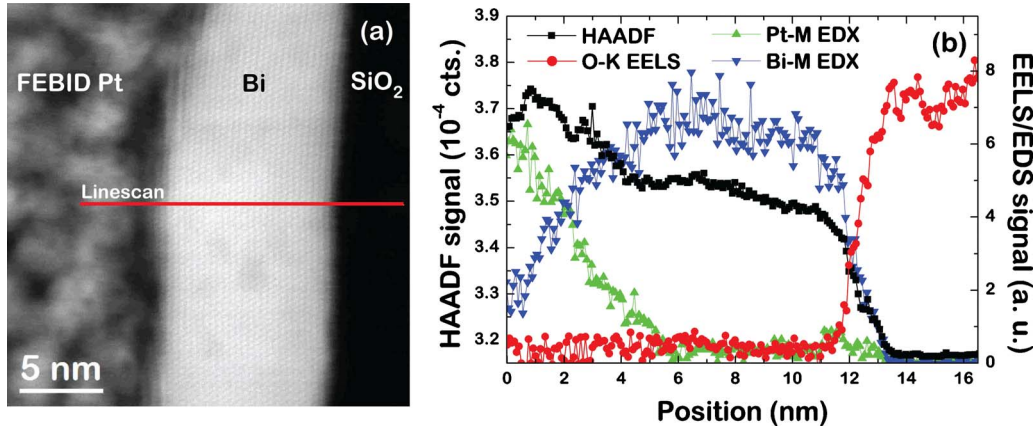 (a)
FEBID Pt
Bi
SiO₂
Linescan
5 nm
(b)
HAADF
O-K EELS
Pt-M EDX
Bi-M EDX
HAADF signal (10⁻⁴ cts.)
3.9
3.8
3.7
3.6
3.5
3.4
3.3
3.2
EELS/EDS signal (a. u.)
8
6
4
2
0
0 2 4 6 8 10 12 14 16
Position (nm)